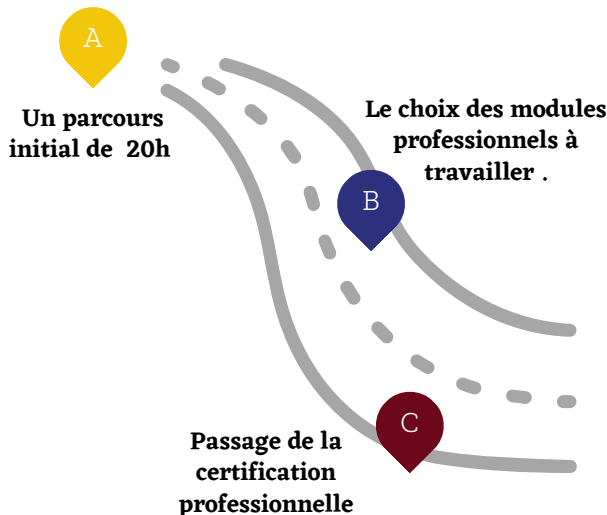 A
Un parcours
initial de 20h
Le choix des modules
professionnels à
travailler .
B
C
Passage de la
certification
professionnelle